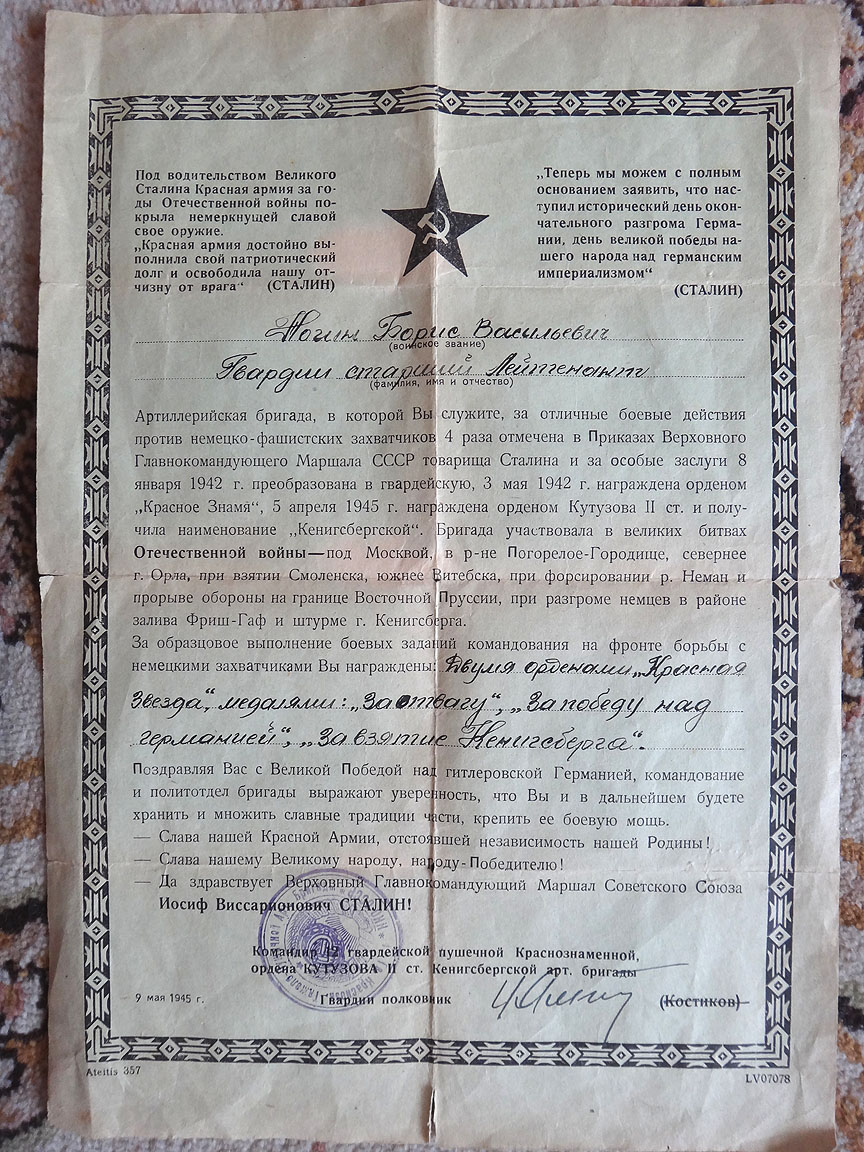 Под водительством Великого
Сталина Красная армия за го-
ды Отечественной войны по-
крыла немеркнущей славой
свое оружие.
„Красная армия достойно вы-
полнила свой патриотический
долг и освободила нашу от-
чизну от врага“ (СТАЛИН)
„Теперь мы можем с полным
основанием заявить, что нас-
тупил исторический день окон-
чательного разгрома Герма-
нии, день великой победы на-
шего народа над германским
империализмом“
(СТАЛИН)
Ногин Борис Васильевич
(воинское звание)
Гвардии старший Лейтенант
(фамилия, имя и отчество)
Артиллерийская бригада, в которой Вы служите, за отличные боевые действия
против немецко-фашистских захватчиков 4 раза отмечена в Приказах Верховного
Главнокомандующего Маршала СССР товарища Сталина и за особые заслуги 8
января 1942 г. преобразована в гвардейскую, 3 мая 1942 г. награждена орденом
„Красное Знамя“, 5 апреля 1945 г. награждена орденом Кутузова II ст. и полу-
чила наименование „Кенигсбергской“. Бригада участвовала в великих битвах
Отечественной войны—под Москвой, в р-не Погорелое-Городище, севернее
г. Орла, при взятии Смоленска, южнее Витебска, при форсировании р. Неман и
прорыве обороны на границе Восточной Пруссии, при разгроме немцев в районе
залива Фриш-Гаф и штурме г. Кенигсберга.
За образцовое выполнение боевых заданий командования на фронте борьбы с
немецкими захватчиками Вы награждены: Двумя орденами „Красная
Звезда“, медалями: „За отвагу“, „За победу над
германией“, „За взятие Кенигсберга“.
Поздравляя Вас с Великой Победой над гитлеровской Германией, командование
и политотдел бригады выражают уверенность, что Вы и в дальнейшем будете
хранить и множить славные традиции части, крепить ее боевую мощь.
— Слава нашей Красной Армии, отстоявшей независимость нашей Родины!
— Слава нашему Великому народу, народу-Победителю!
— Да здравствует Верховный Главнокомандующий Маршал Советского Союза
Иосиф Виссарионович СТАЛИН!
Командир 12 гвардейской пушечной Краснознаменной,
ордена КУТУЗОВА II ст. Кенигсбергской арт. бригады
9 мая 1945 г. Гвардии полковник (Костиков)
Ateitis 357
LV07078